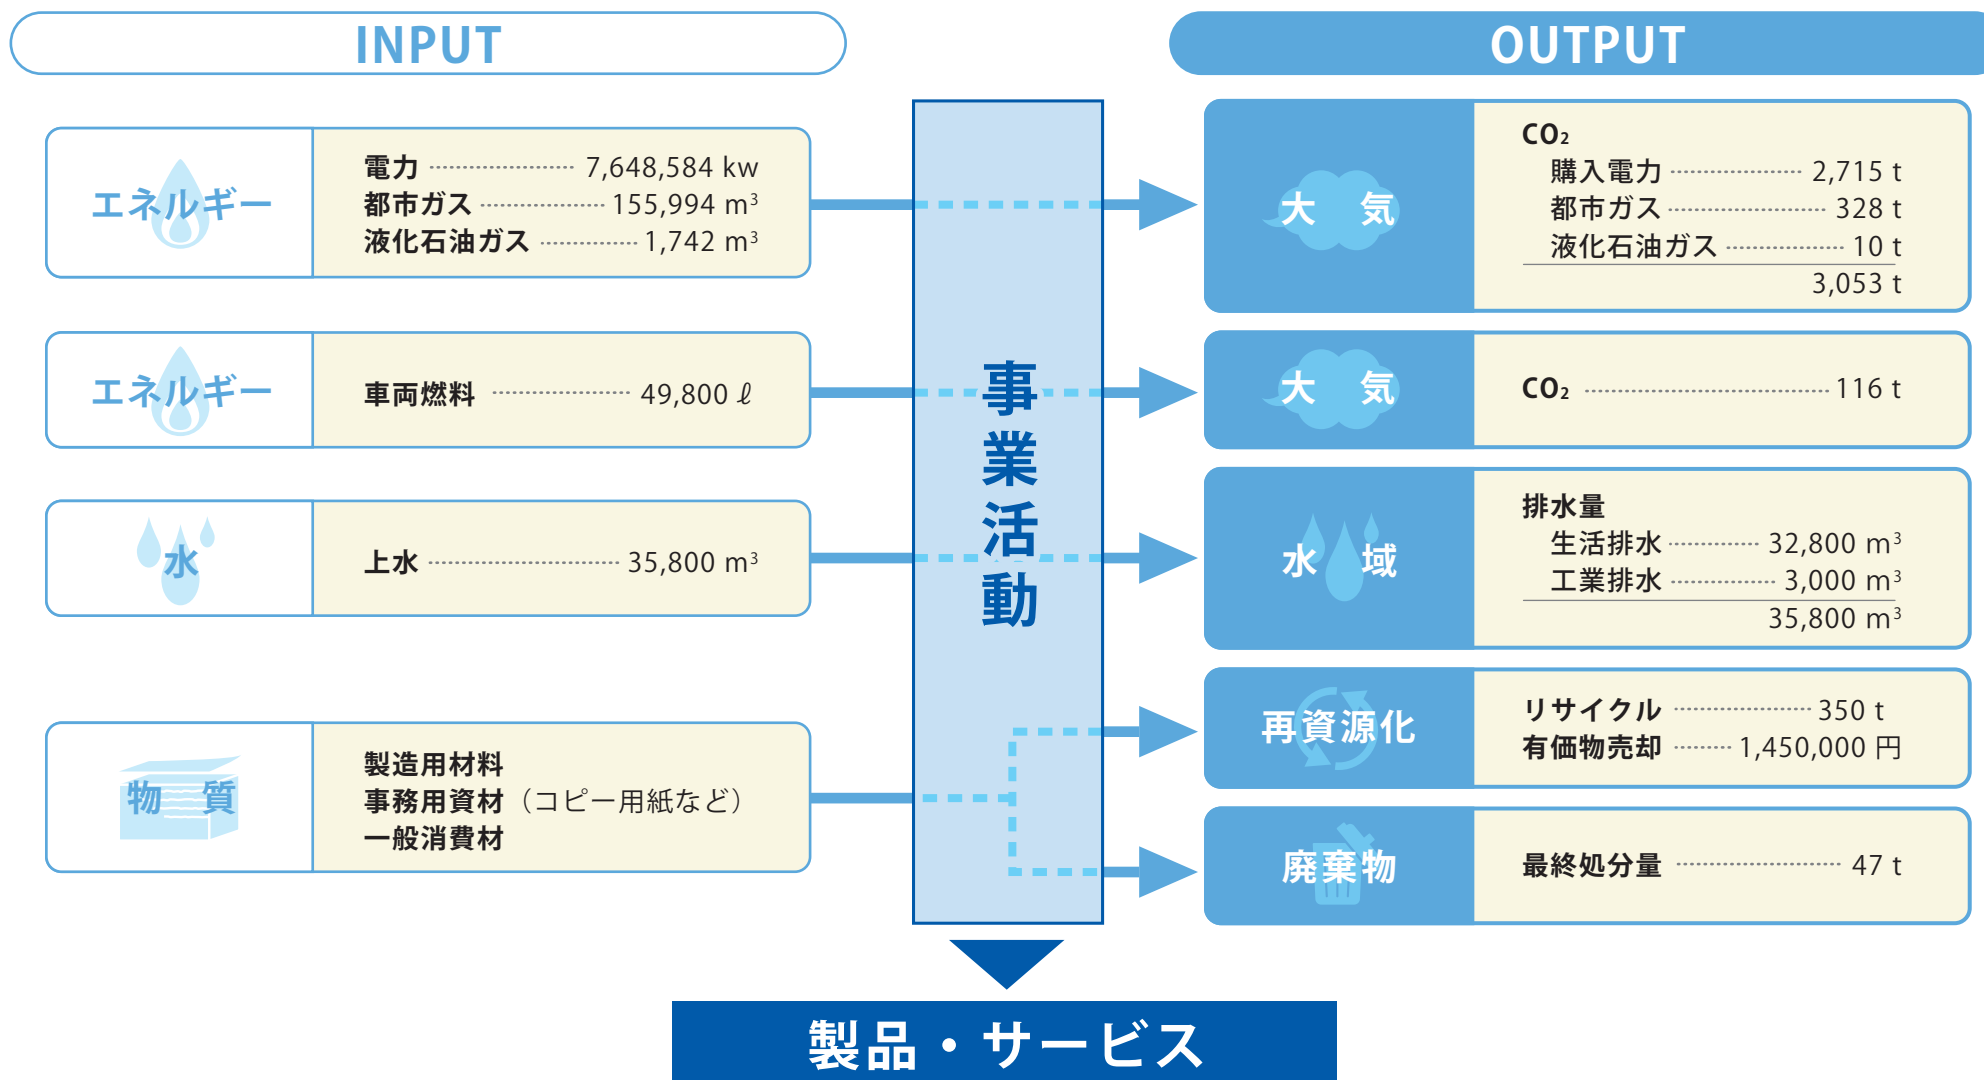 INPUT
エネルギー
電力 7,648,584 kw
都市ガス 155,994 m³
液化石油ガス 1,742 m³
エネルギー
車両燃料 49,800 ℓ
水
上水 35,800 m³
物 質
製造用材料
事務用資材（コピー用紙など）
一般消費材
事業活動
OUTPUT
大 気
CO₂
購入電力 2,715 t
都市ガス 328 t
液化石油ガス 10 t
3,053 t
大 気
CO₂ 116 t
水 域
排水量
生活排水 32,800 m³
工業排水 3,000 m³
35,800 m³
再資源化
リサイクル 350 t
有価物売却 1,450,000 円
廃棄物
最終処分量 47 t
製品・サービス